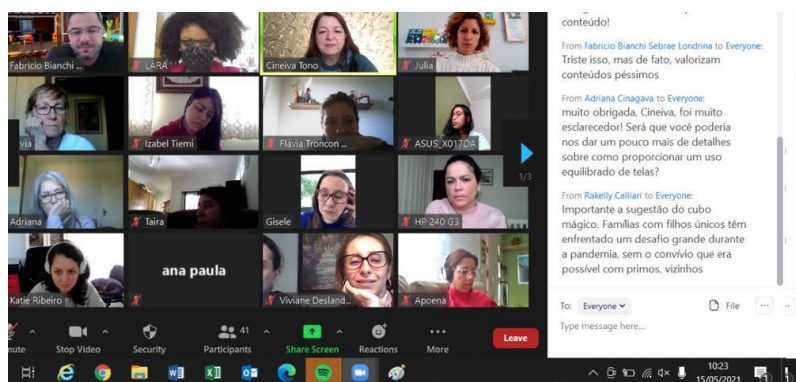 conteúdo!
From Fabricio Bianchi Sebrae Londrina to Everyone:
Triste isso, mas de fato, valorizam
conteúdos péssimos
From Adriana Cinagava to Everyone:
muito obrigada, Cineiva, foi muito
esclarecedor! Será que você poderia
nos dar um pouco mais de detalhes
sobre como proporcionar um uso
equilibrado de telas?
From Rakelly Calliari to Everyone:
Importante a sugestão do cubo
mágico. Famílias com filhos únicos têm
enfrentado um desafio grande durante
a pandemia, sem o convívio que era
possível com primos, vizinhos
To: Everyone
File
Type message here...
Fabricio Bianchi ...
LARA
Cineiva Tono
Julia
via
Izabel Tiemi
Flávia Troncon ...
ASUS_X017DA
1/3
Adriana
Taira
Gisele
HP 240 G3
Katie Ribeiro
ana paula
Viviane Desland...
Apoena
nute
Stop Video
Security
Participants
41
Share Screen
Reactions
More
Leave
10:23
15/05/2021